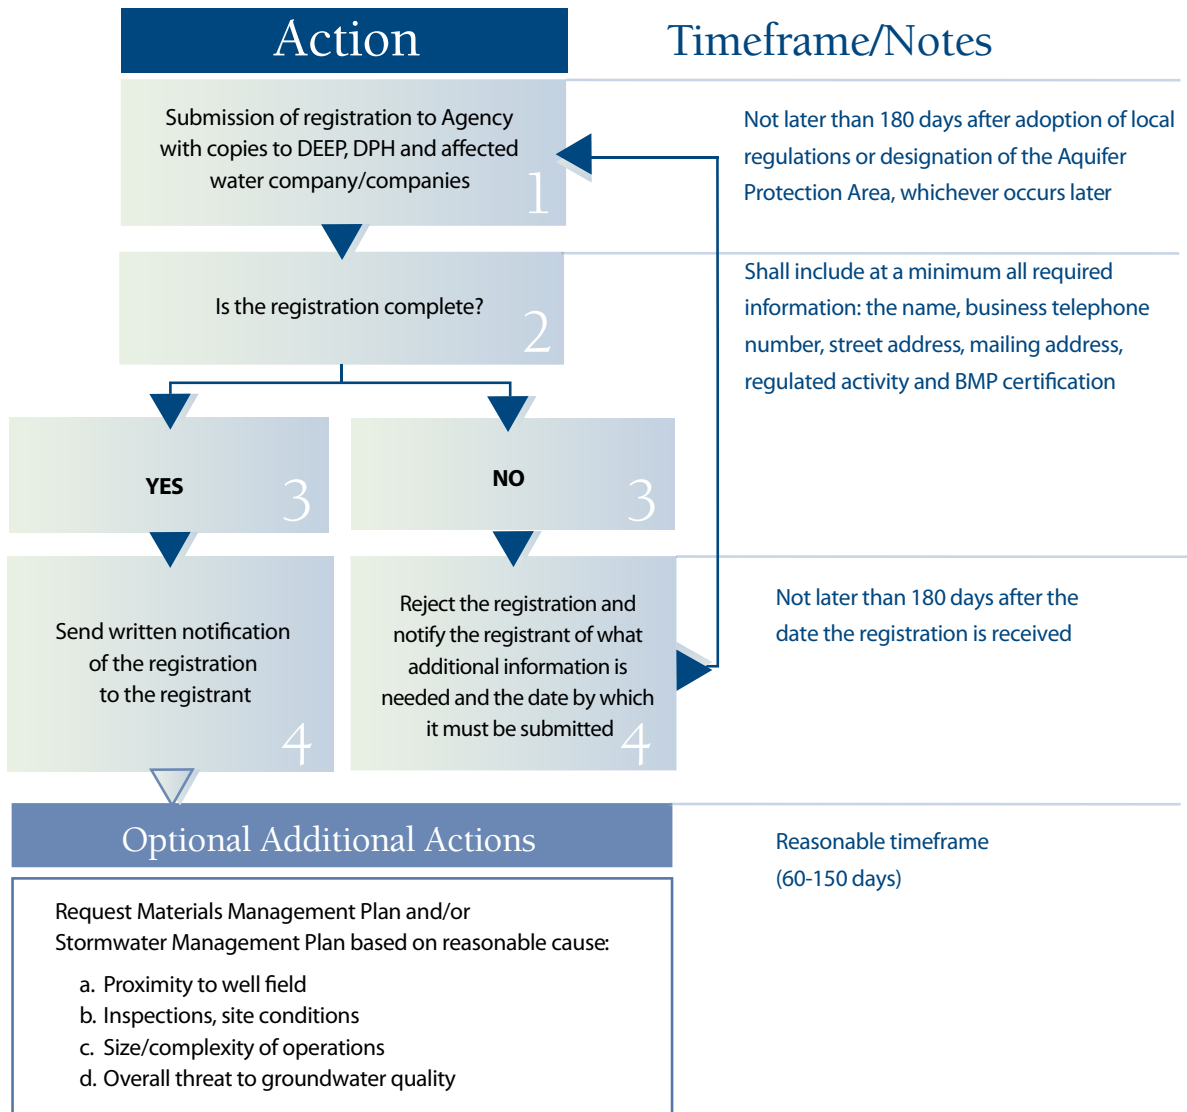 Action
Timeframe/Notes
Submission of registration to Agency
with copies to DEEP, DPH and affected
water company/companies
1
Not later than 180 days after adoption of local
regulations or designation of the Aquifer
Protection Area, whichever occurs later
Is the registration complete?
2
Shall include at a minimum all required
information: the name, business telephone
number, street address, mailing address,
regulated activity and BMP certification
YES
3
NO
3
Send written notification
of the registration
to the registrant
4
Reject the registration and
notify the registrant of what
additional information is
needed and the date by which
it must be submitted
4
Not later than 180 days after the
date the registration is received
Optional Additional Actions
Reasonable timeframe
(60-150 days)
Request Materials Management Plan and/or
Stormwater Management Plan based on reasonable cause:
a. Proximity to well field
b. Inspections, site conditions
c. Size/complexity of operations
d. Overall threat to groundwater quality